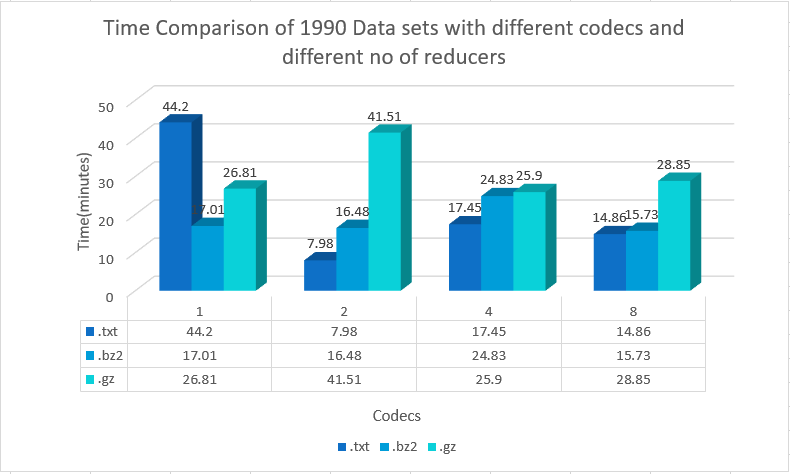 Time Comparison of 1990 Data sets with different codecs and
different no of reducers
Time(minutes)
50
40
30
20
10
0
44.2
7.01
26.81
7.98
16.48
41.51
17.45
24.83
25.9
14.86
15.73
28.85
1 2 4 8
.txt 44.2 7.98 17.45 14.86
.bz2 17.01 16.48 24.83 15.73
.gz 26.81 41.51 25.9 28.85
Codecs
.txt .bz2 .gz